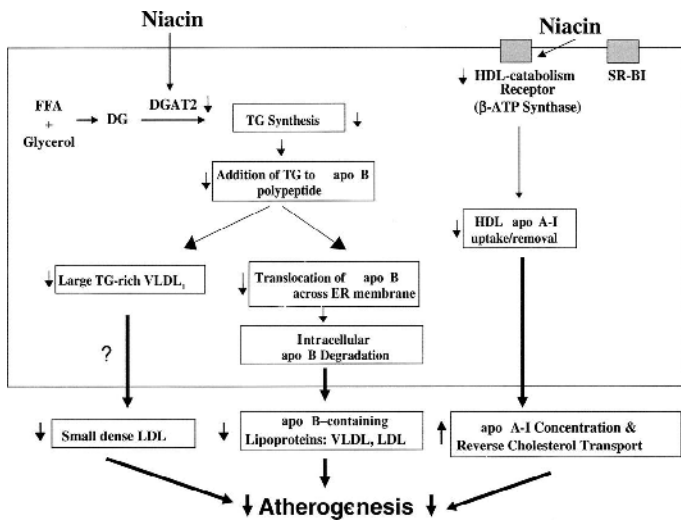 Niacin
Niacin
HDL-catabolism
Receptor
(β-ATP Synthase)
SR-BI
FFA
+
Glycerol
DG
DGAT2
TG Synthesis
Addition of TG to apo B
polypeptide
HDL apo A-I
uptake/removal
Large TG-rich VLDL1
Translocation of apo B
across ER membrane
Intracellular
apo B Degradation
?
Small dense LDL
apo B–containing
Lipoproteins: VLDL, LDL
apo A-I Concentration &
Reverse Cholesterol Transport
Atherogenesis